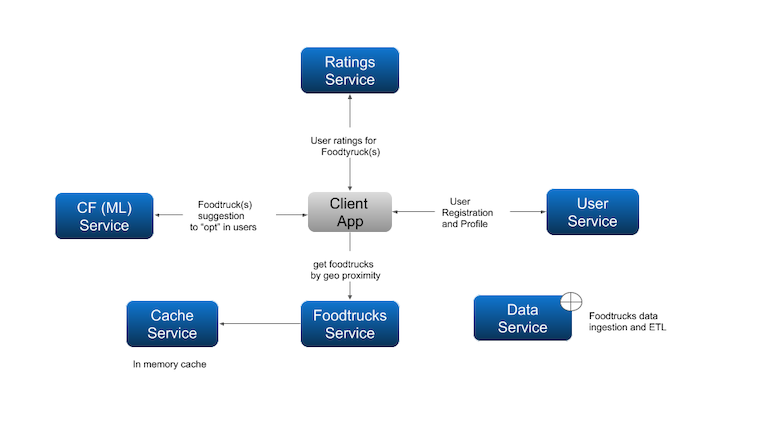 Ratings
Service
User ratings for
Foodtyruck(s)
CF (ML)
Service
Foodtruck(s)
suggestion
to "opt" in users
Client
App
User
Registration
and Profile
User
Service
get foodtrucks
by geo proximity
Cache
Service
Foodtrucks
Service
Data
Service
Foodtrucks data
ingestion and ETL
In memory cache